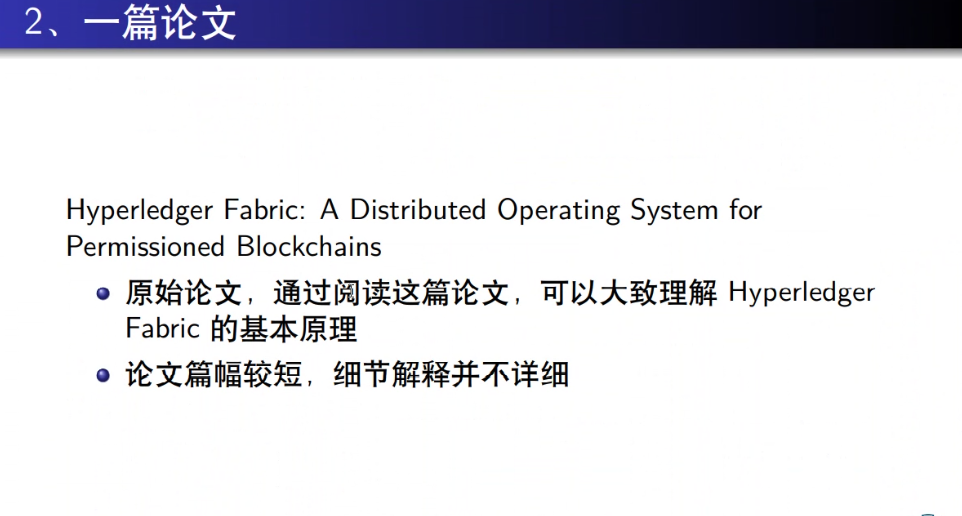 2、一篇论文
Hyperledger Fabric: A Distributed Operating System for
Permissioned Blockchains
原始论文，通过阅读这篇论文，可以大致理解 Hyperledger
Fabric 的基本原理
论文篇幅较短，细节解释并不详细